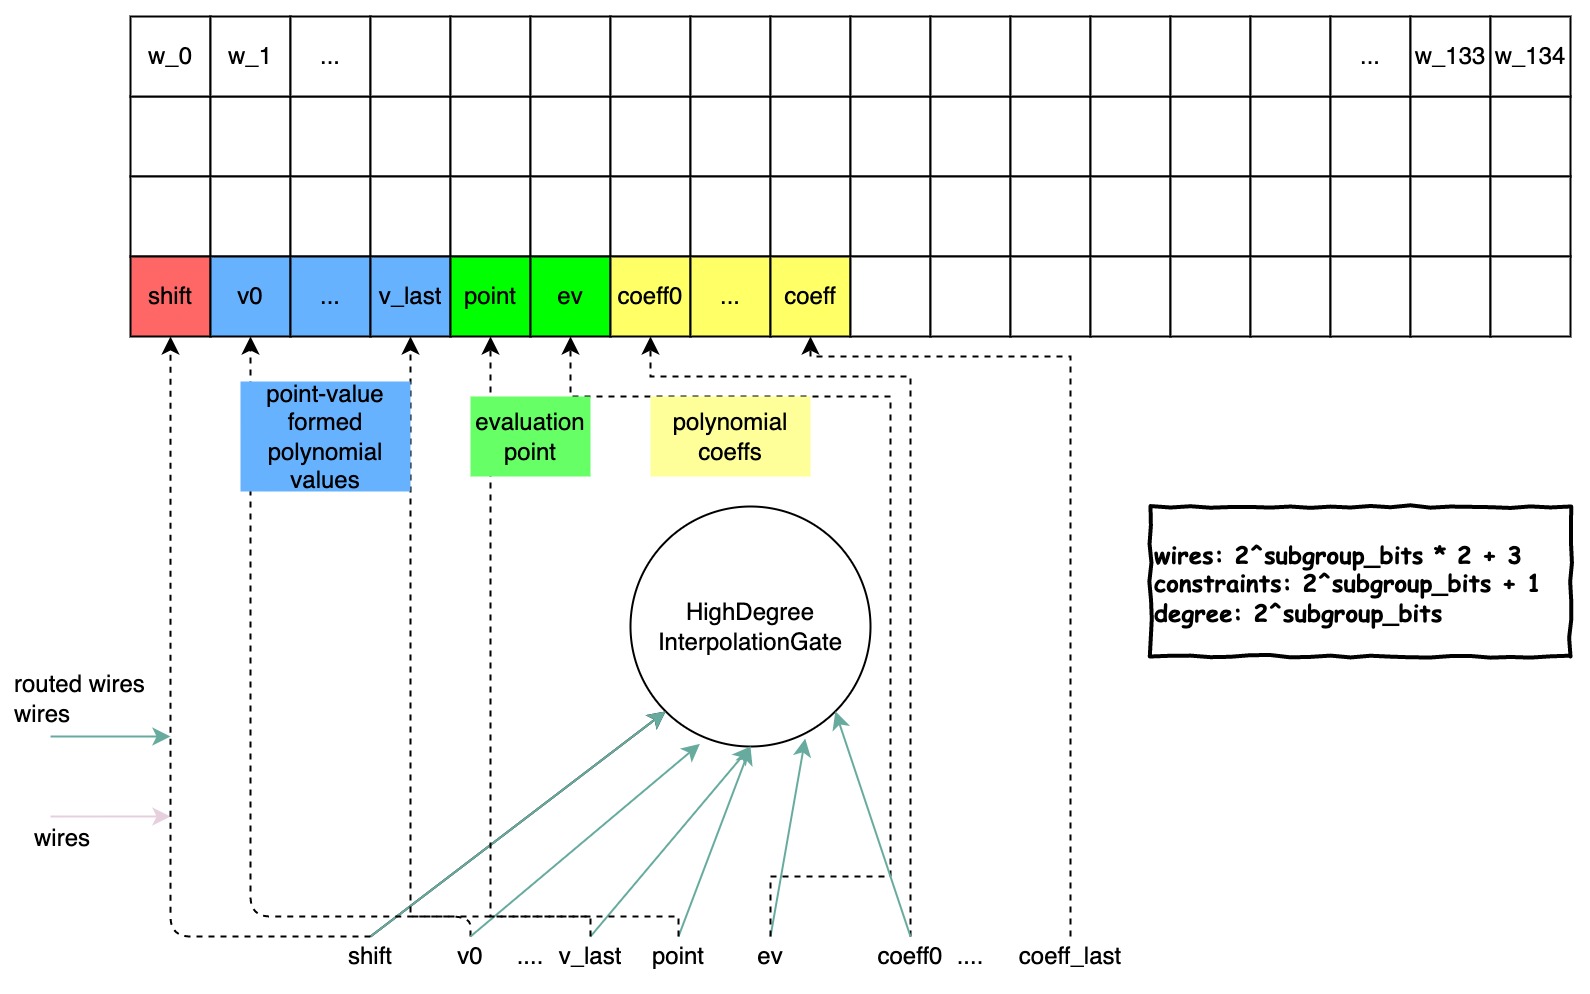 w_0 w_1 ... ... w_133 w_134
shift v0 ... v_last point ev coeff0 ... coeff
point-value
formed
polynomial
values
evaluation
point
polynomial
coeffs
wires: 2^subgroup_bits * 2 + 3
constraints: 2^subgroup_bits + 1
degree: 2^subgroup_bits
HighDegree
InterpolationGate
routed wires
wires
wires
shift v0 .... v_last point ev coeff0 .... coeff_last